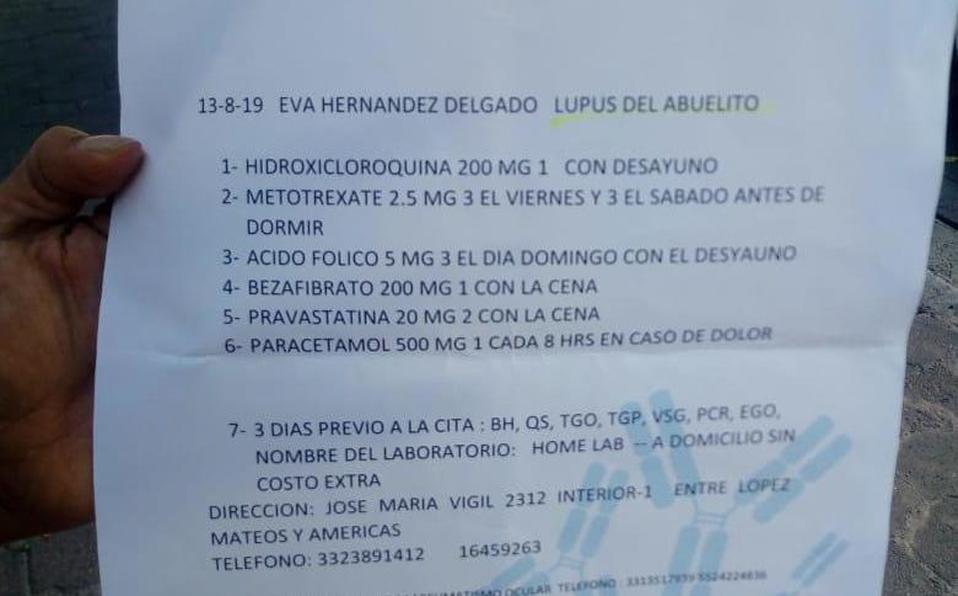 13-8-19 EVA HERNANDEZ DELGADO LUPUS DEL ABUELITO
1- HIDROXICLOROQUINA 200 MG 1 CON DESAYUNO
2- METOTREXATE 2.5 MG 3 EL VIERNES Y 3 EL SABADO ANTES DE
DORMIR
3- ACIDO FOLICO 5 MG 3 EL DIA DOMINGO CON EL DESYAUNO
4- BEZAFIBRATO 200 MG 1 CON LA CENA
5- PRAVASTATINA 20 MG 2 CON LA CENA
6- PARACETAMOL 500 MG 1 CADA 8 HRS EN CASO DE DOLOR
7- 3 DIAS PREVIO A LA CITA : BH, QS, TGO, TGP, VSG, PCR, EGO,
NOMBRE DEL LABORATORIO: HOME LAB -- A DOMICILIO SIN
COSTO EXTRA
DIRECCION: JOSE MARIA VIGIL 2312 INTERIOR-1 ENTRE LOPEZ
MATEOS Y AMERICAS
TELEFONO: 3323891412 16459263
OCULAR TELEFONO :